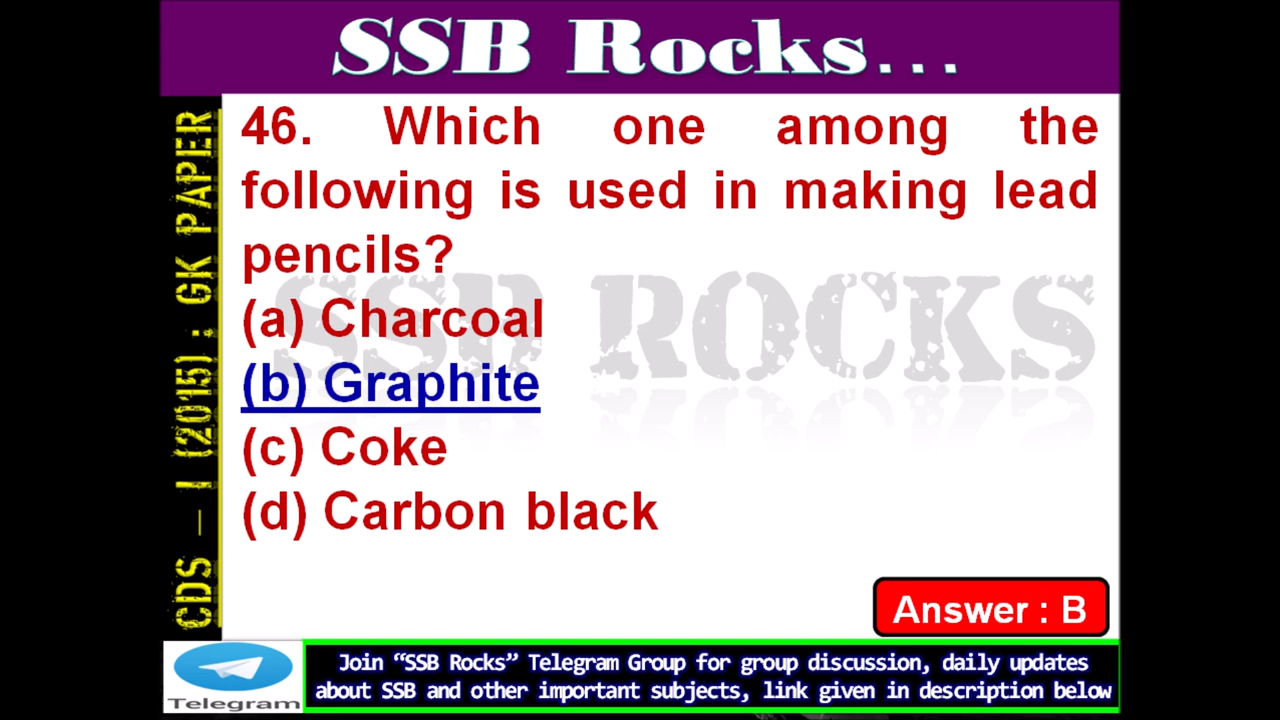 SSB Rocks...
CDS – I (2015) : GK PAPER
46. Which one among the
following is used in making lead
pencils?
(a) Charcoal
(b) Graphite
(c) Coke
(d) Carbon black
SSB ROCKS
Answer : B
Telegram
Join “SSB Rocks” Telegram Group for group discussion, daily updates
about SSB and other important subjects, link given in description below